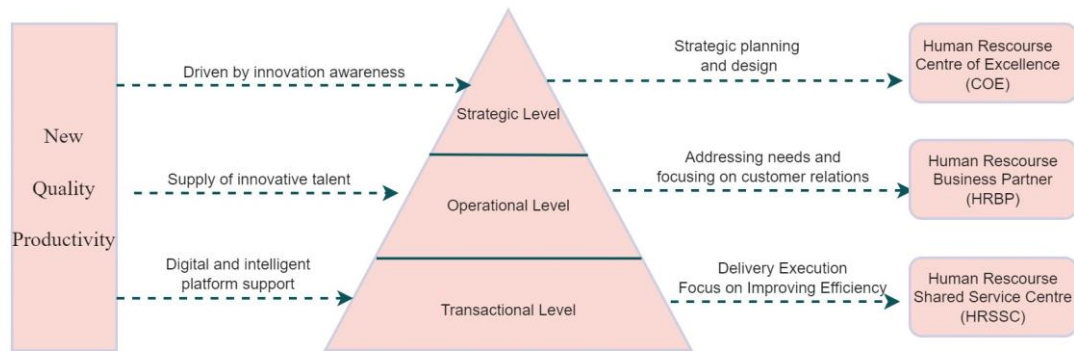 New
Quality
Productivity
Driven by innovation awareness
Supply of innovative talent
Digital and intelligent
platform support
Strategic Level
Operational Level
Transactional Level
Strategic planning
and design
Addressing needs and
focusing on customer relations
Delivery Execution
Focus on Improving Efficiency
Human Rescourse
Centre of Excellence
(COE)
Human Rescourse
Business Partner
(HRBP)
Human Rescourse
Shared Service Centre
(HRSSC)